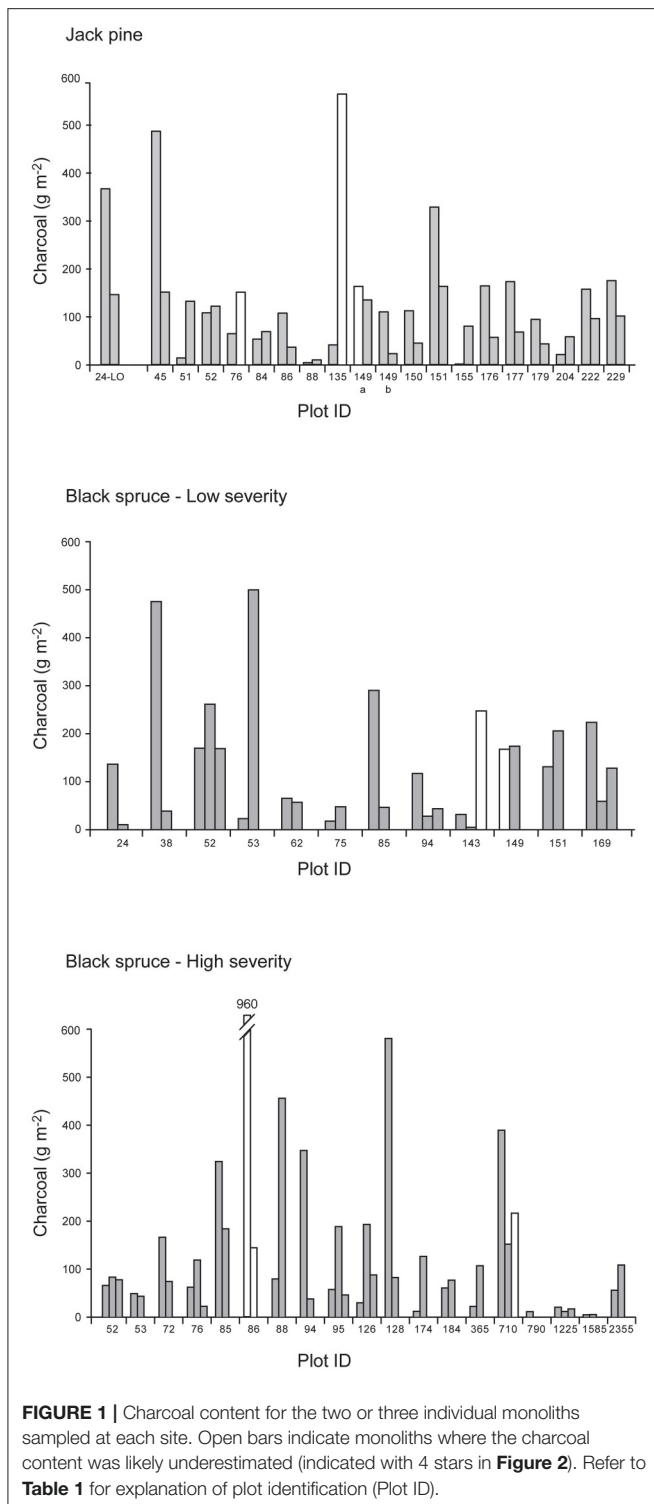 Jack pine
600
500
400
300
200
100
0
Charcoal (g m-2)
24-LO 45 51 52 76 84 86 88 135 149 a 149 b 150 151 155 176 177 179 204 222 229
Plot ID
Black spruce - Low severity
600
500
400
300
200
100
0
Charcoal (g m-2)
24 38 52 53 62 75 85 94 143 149 151 169
Plot ID
Black spruce - High severity
960
600
500
400
300
200
100
0
Charcoal (g m-2)
52 53 72 76 85 86 88 94 95 126 128 174 184 365 710 790 1225 1585 2355
Plot ID
FIGURE 1 | Charcoal content for the two or three individual monoliths
sampled at each site. Open bars indicate monoliths where the charcoal
content was likely underestimated (indicated with 4 stars in Figure 2). Refer to
Table 1 for explanation of plot identification (Plot ID).